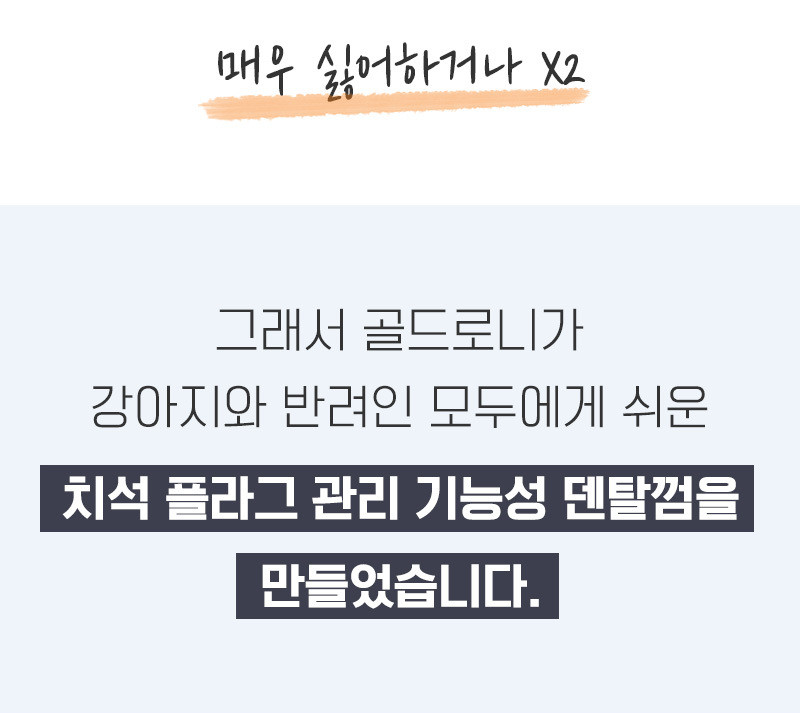 매우 싫어하거나 X2
그래서 골드로니가
강아지와 반려인 모두에게 쉬운
치석 플라그 관리 기능성 덴탈껌을
만들었습니다.